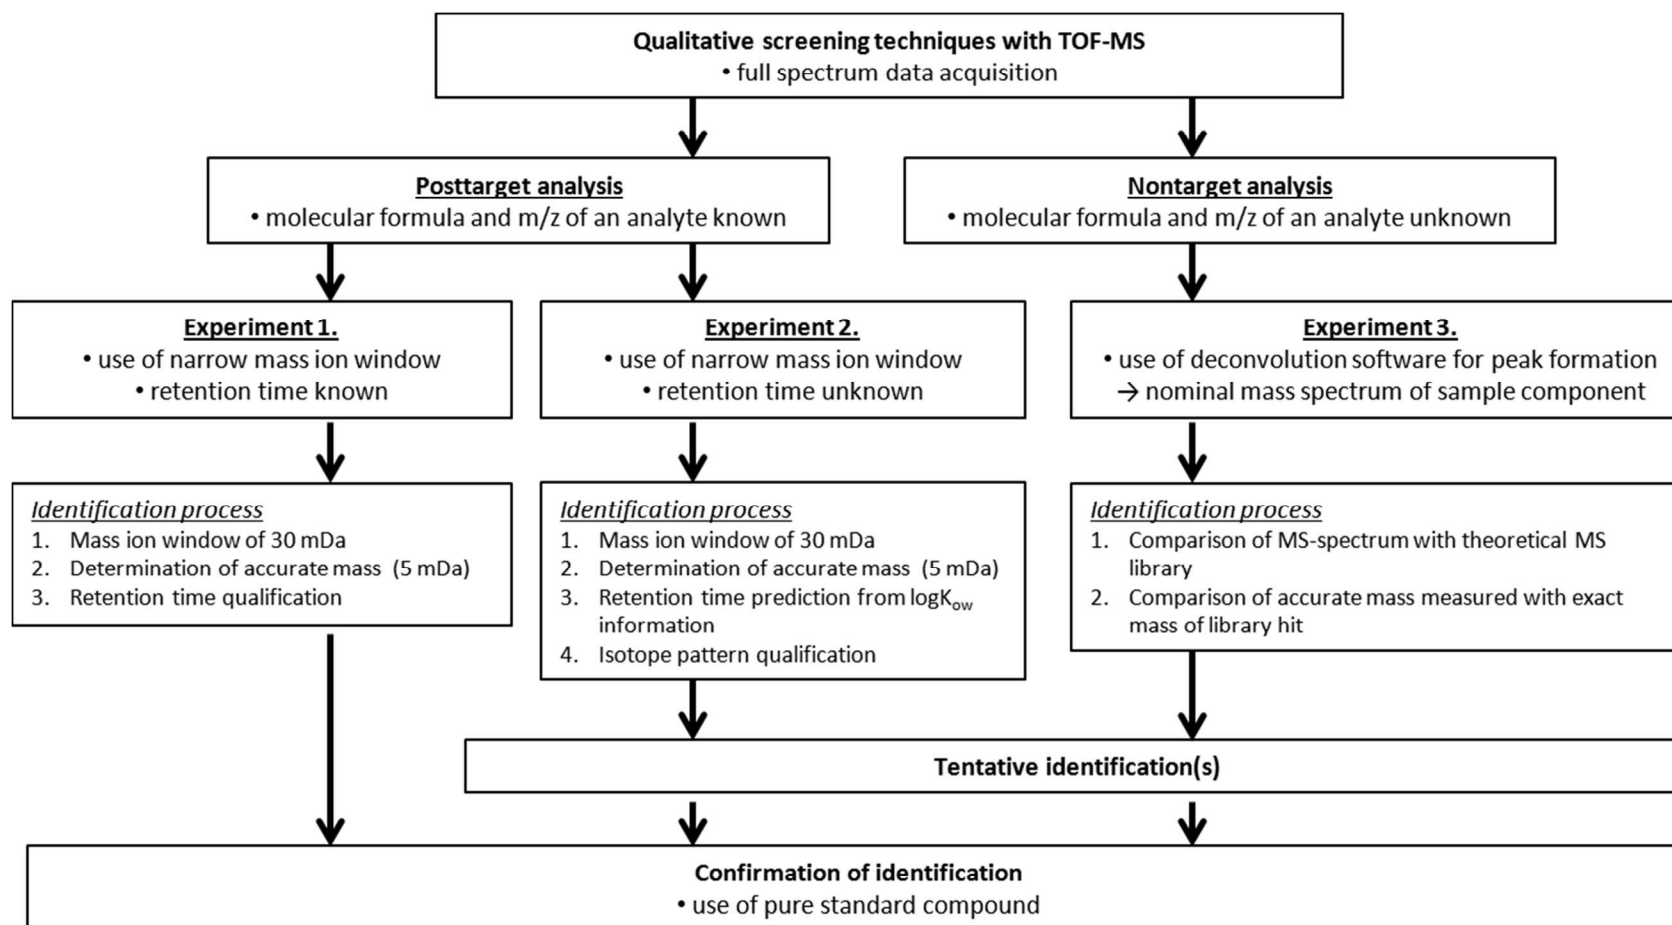 Qualitative screening techniques with TOF-MS
• full spectrum data acquisition
Posttarget analysis
• molecular formula and m/z of an analyte known
Nontarget analysis
• molecular formula and m/z of an analyte unknown
Experiment 1.
• use of narrow mass ion window
• retention time known
Experiment 2.
• use of narrow mass ion window
• retention time unknown
Experiment 3.
• use of deconvolution software for peak formation
→ nominal mass spectrum of sample component
Identification process
1. Mass ion window of 30 mDa
2. Determination of accurate mass (5 mDa)
3. Retention time qualification
Identification process
1. Mass ion window of 30 mDa
2. Determination of accurate mass (5 mDa)
3. Retention time prediction from logKow
information
4. Isotope pattern qualification
Identification process
1. Comparison of MS-spectrum with theoretical MS
library
2. Comparison of accurate mass measured with exact
mass of library hit
Tentative identification(s)
Confirmation of identification
• use of pure standard compound